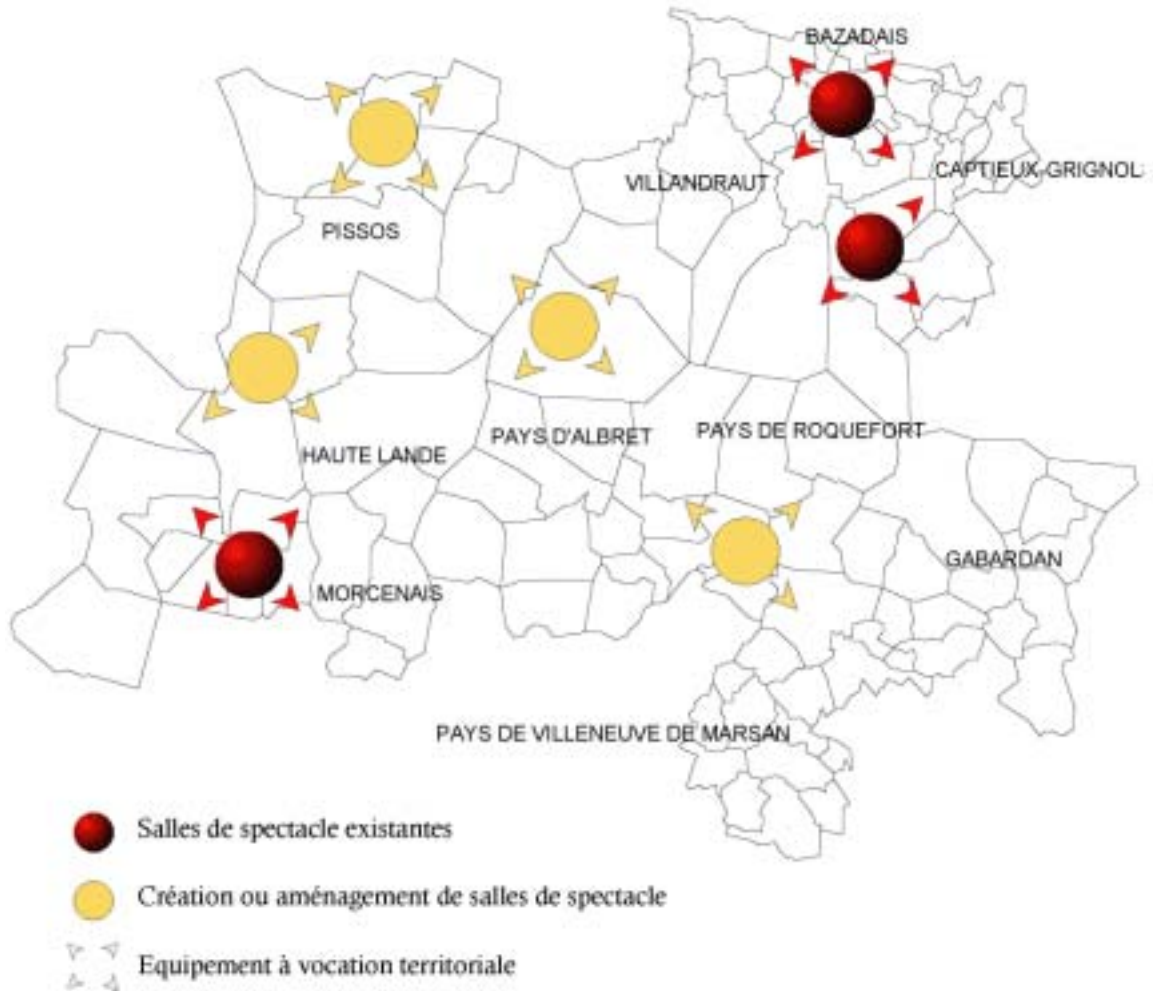 BAZADAIS
VILLANDRAUT
CAPTIEUX-GRIGNOL
PISSOS
PAYS D'ALBRET
PAYS DE ROQUEFORT
HAUTE LANDE
GABARDAN
MORCENAIS
PAYS DE VILLENEUVE DE MARSAN
Salles de spectacle existantes
Création ou aménagement de salles de spectacle
Equipement à vocation territoriale